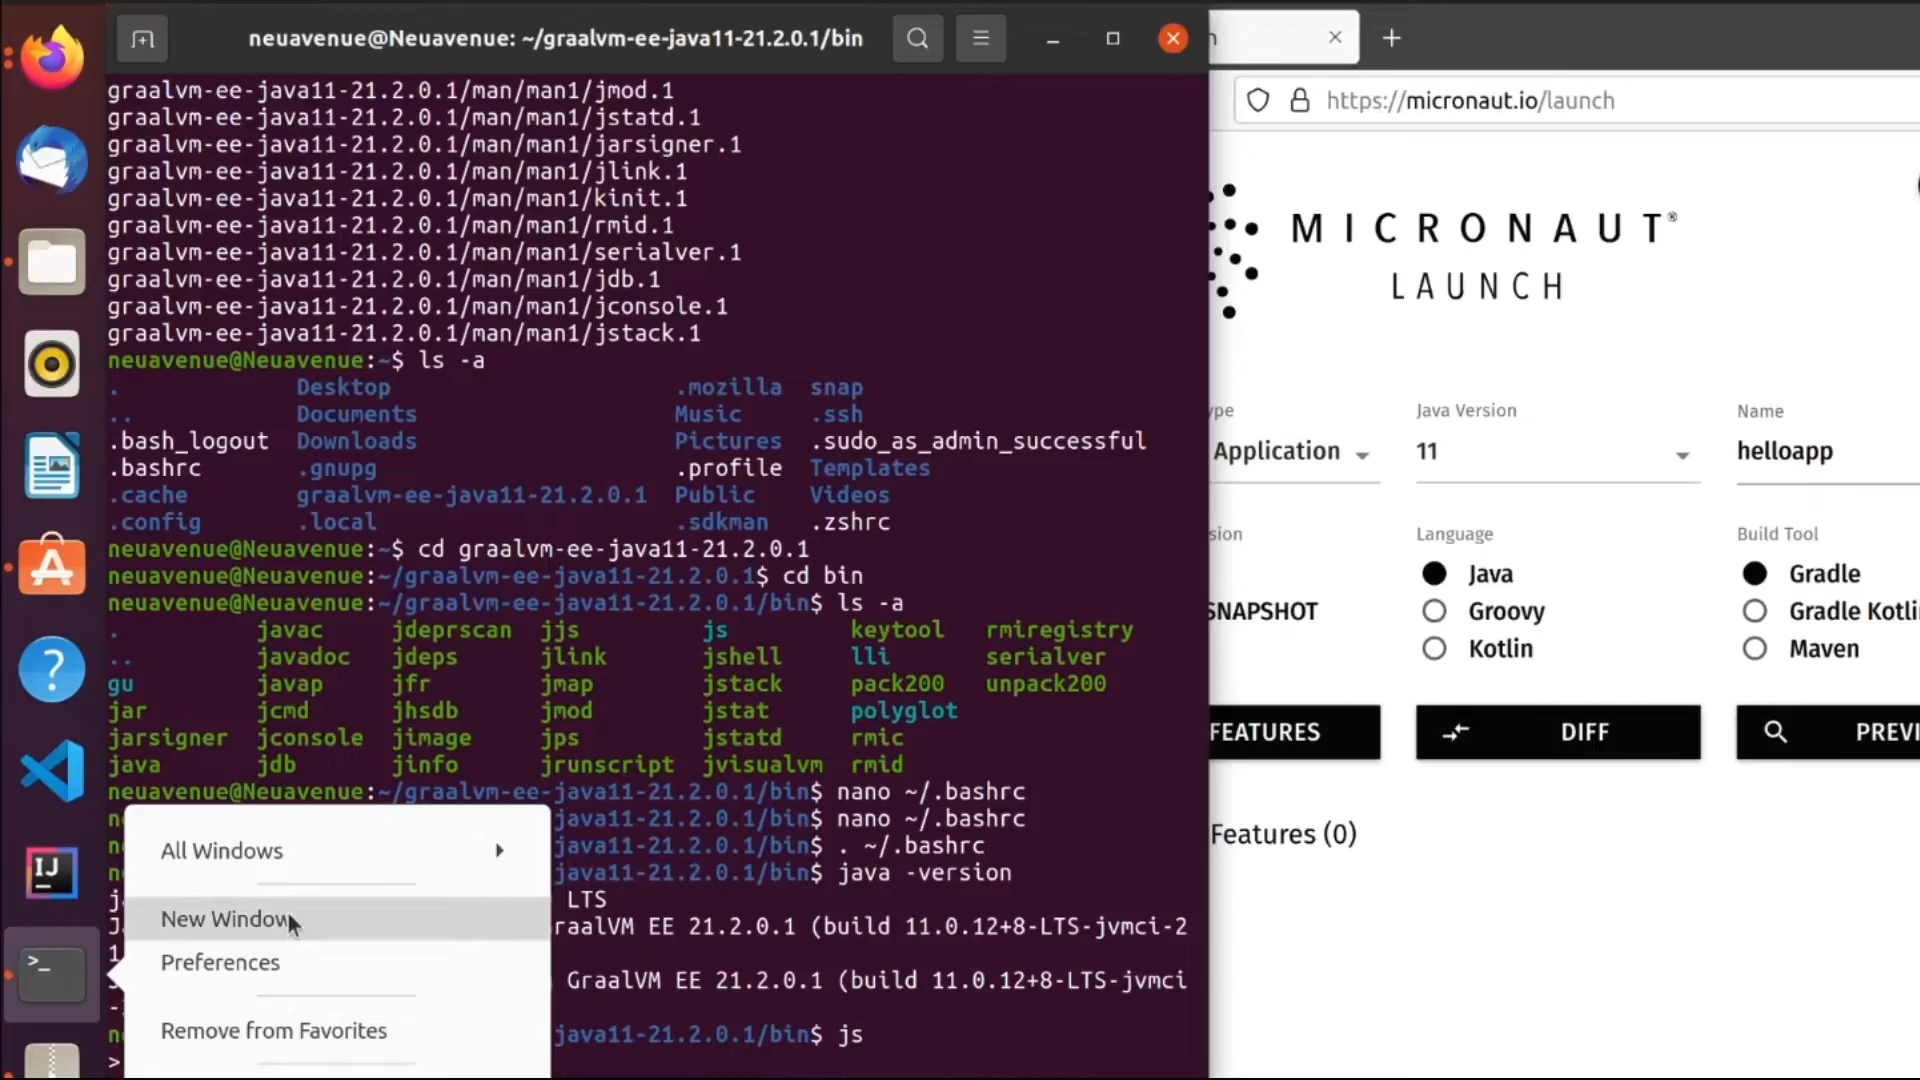 neuavenue@Neuavenue: ~/graalvm-ee-java11-21.2.0.1/bin
graalvm-ee-java11-21.2.0.1/man/man1/jmod.1
graalvm-ee-java11-21.2.0.1/man/man1/jstatd.1
graalvm-ee-java11-21.2.0.1/man/man1/jarsigner.1
graalvm-ee-java11-21.2.0.1/man/man1/jlink.1
graalvm-ee-java11-21.2.0.1/man/man1/kinit.1
graalvm-ee-java11-21.2.0.1/man/man1/rmid.1
graalvm-ee-java11-21.2.0.1/man/man1/serialver.1
graalvm-ee-java11-21.2.0.1/man/man1/jdb.1
graalvm-ee-java11-21.2.0.1/man/man1/jconsole.1
graalvm-ee-java11-21.2.0.1/man/man1/jstack.1
neuavenue@Neuavenue:~$ ls -a
. Desktop .mozilla snap
.. Documents Music .ssh
.bash_logout Downloads Pictures .sudo_as_admin_successful
.bashrc .gnupg .profile Templates
.cache graalvm-ee-java11-21.2.0.1 Public Videos
.config .local .sdkman .zshrc
neuavenue@Neuavenue:~$ cd graalvm-ee-java11-21.2.0.1
neuavenue@Neuavenue:~/graalvm-ee-java11-21.2.0.1$ cd bin
neuavenue@Neuavenue:~/graalvm-ee-java11-21.2.0.1/bin$ ls -a
. javac jdeprscan jjs js keytool rmiregistry
.. javadoc jdeps jlink jshell lli serialver
gu javap jfr jmap jstack pack200 unpack200
jar jcmd jhsdb jmod jstat polyglot
jarsigner jconsole jimage jps jstatd rmic
java jdb jinfo jrunscript jvisualvm rmid
neuavenue@Neuavenue:~/graalvm-ee-java11-21.2.0.1/bin$ nano ~/.bashrc
java11-21.2.0.1/bin$ nano ~/.bashrc
java11-21.2.0.1/bin$ . ~/.bashrc
java11-21.2.0.1/bin$ java -version
LTS
raalVM EE 21.2.0.1 (build 11.0.12+8-LTS-jvmci-2
1
GraalVM EE 21.2.0.1 (build 11.0.12+8-LTS-jvmci
-
java11-21.2.0.1/bin$ js
>
All Windows
New Window
Preferences
Remove from Favorites
IJ
https://micronaut.io/launch
MICRONAUT®
LAUNCH
ype
Application
Java Version
11
Name
helloapp
sion
SNAPSHOT
Language
Java
Groovy
Kotlin
Build Tool
Gradle
Gradle Kotli
Maven
FEATURES
DIFF
PREVI
Features (0)